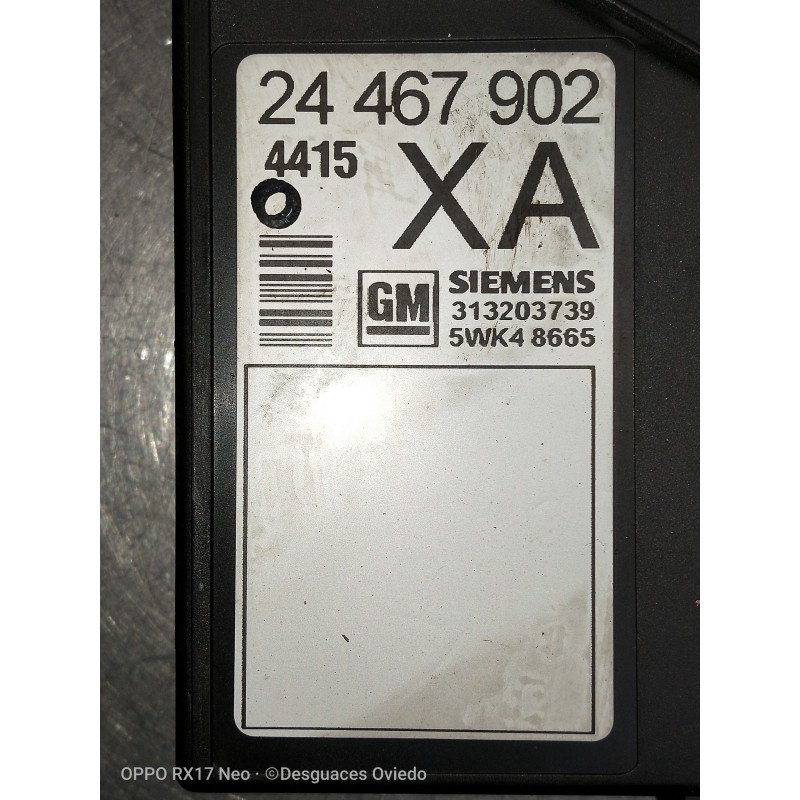 24 467 902
4415
XA
GM
SIEMENS
313203739
5WK4 8665
OPPO RX17 Neo · ©Desguaces Oviedo